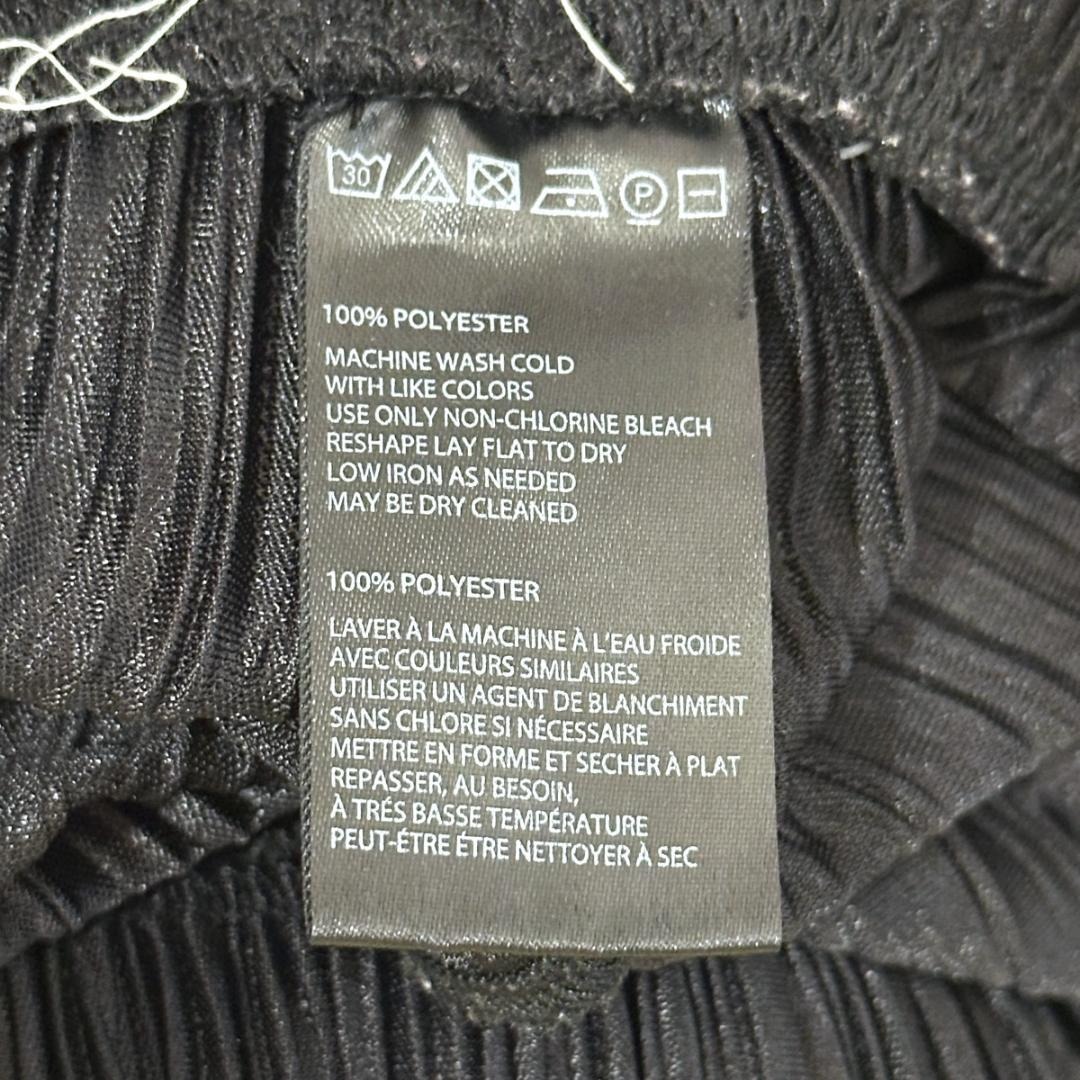 30 P
100% POLYESTER
MACHINE WASH COLD
WITH LIKE COLORS
USE ONLY NON-CHLORINE BLEACH
RESHAPE LAY FLAT TO DRY
LOW IRON AS NEEDED
MAY BE DRY CLEANED
100% POLYESTER
LAVER À LA MACHINE À L'EAU FROIDE
AVEC COULEURS SIMILAIRES
UTILISER UN AGENT DE BLANCHIMENT
SANS CHLORE SI NÉCESSAIRE
METTRE EN FORME ET SECHER À PLAT
REPASSER, AU BESOIN,
À TRÉS BASSE TEMPÉRATURE
PEUT-ÉTRE ÉTRE NETTOYER À SEC